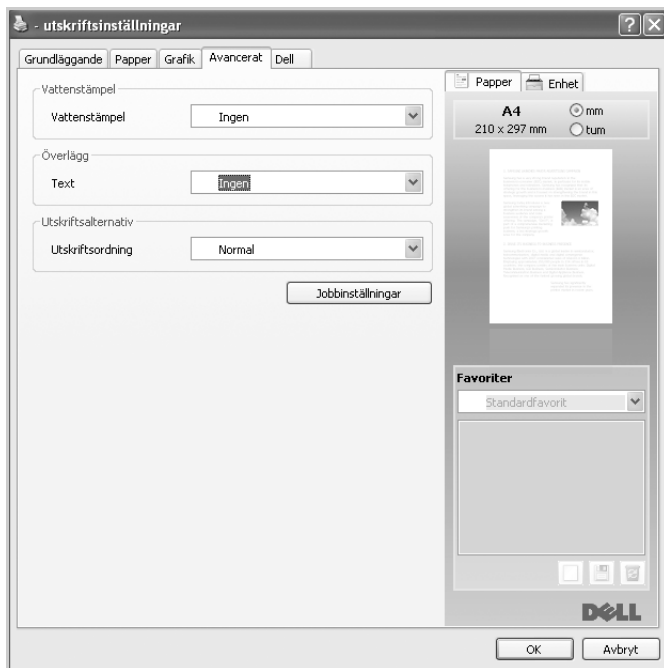 - utskriftsinställningar
Grundläggande Papper Grafik Avancerat Dell
Vattenstämpel
Vattenstämpel Ingen
Överlägg
Text Ingen
Utskriftsalternativ
Utskriftsordning Normal
Jobbinställningar
Papper Enhet
A4 mm
210 x 297 mm tum
Favoriter
Standardfavorit
DELL
OK Avbryt